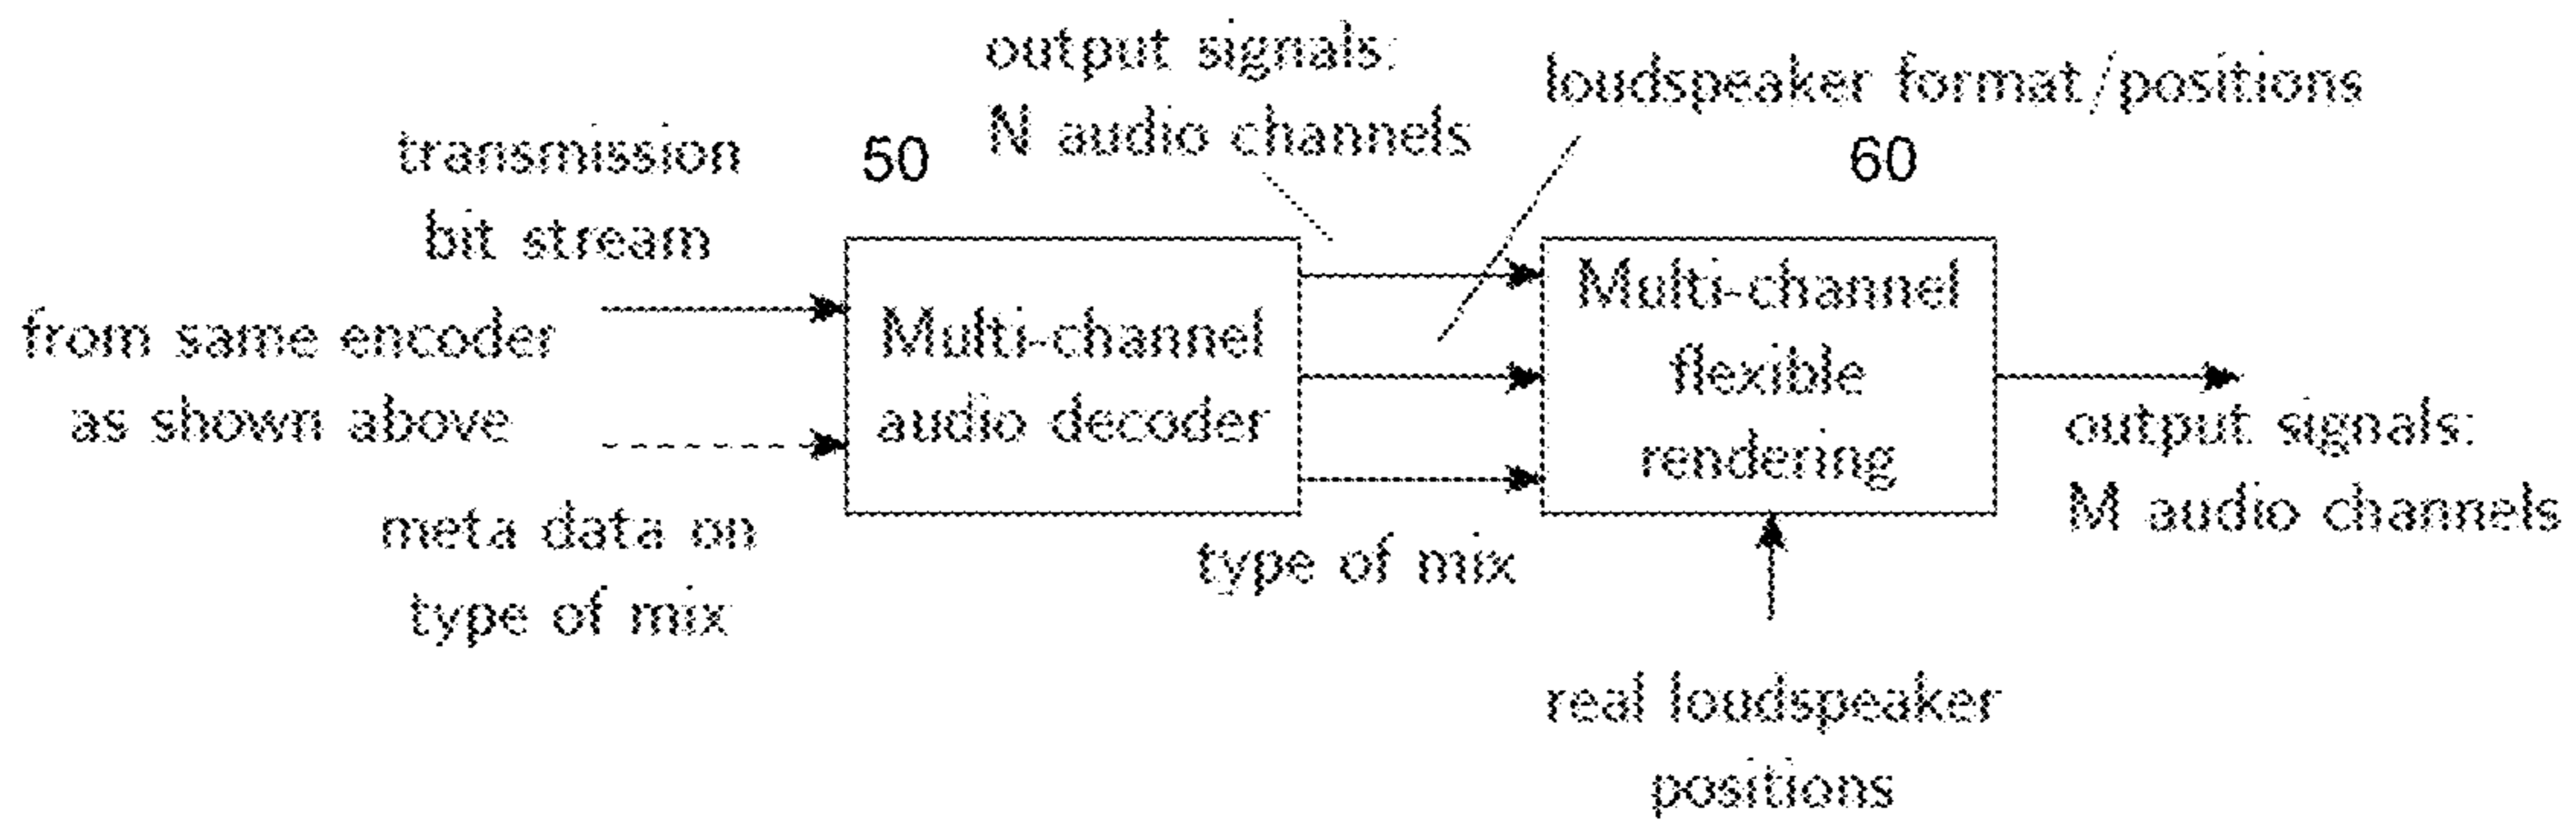 output signals:
N audio channels
loudspeaker format/positions
transmission
bit stream
50
60
from same encoder
as shown above
Multi-channel
audio decoder
Multi-channel
flexible
rendering
output signals:
M audio channels
meta data on
type of mix
type of mix
real loudspeaker
positions